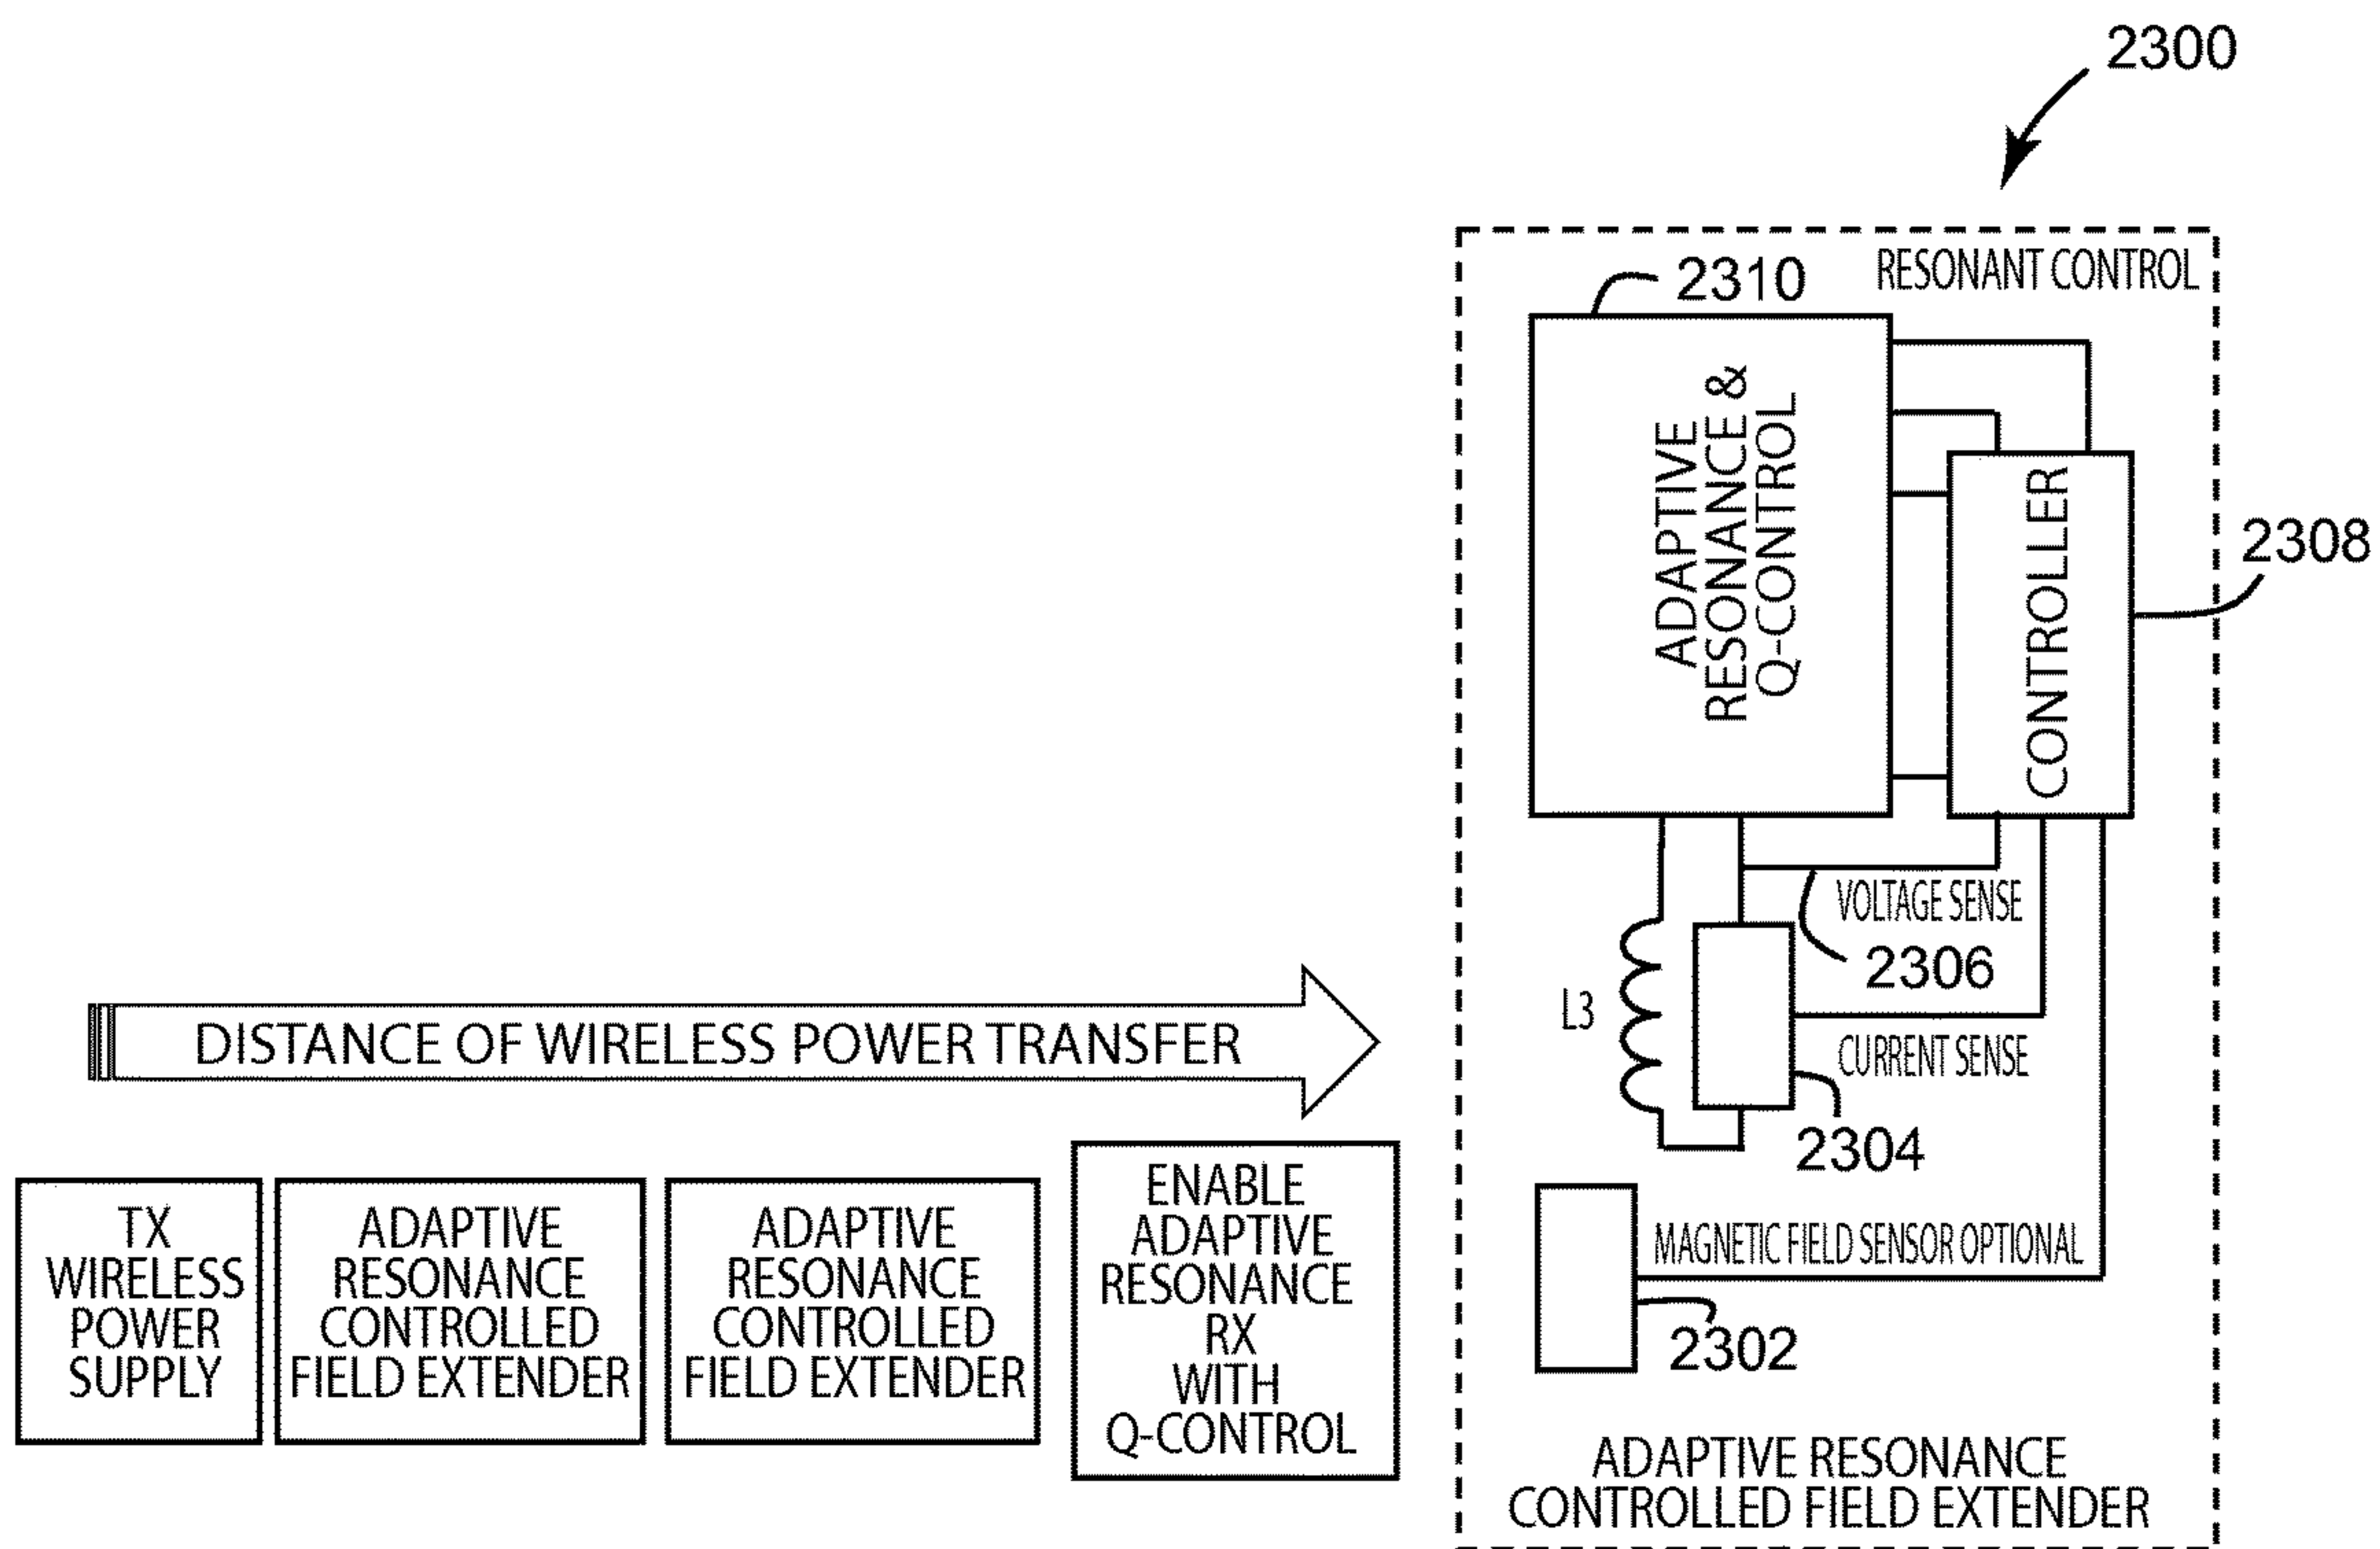 2300
RESONANT CONTROL
2310
ADAPTIVE
RESONANCE &
Q-CONTROL
CONTROLLER
2308
VOLTAGE SENSE
2306
L3
CURRENT SENSE
2304
MAGNETIC FIELD SENSOR OPTIONAL
2302
ADAPTIVE RESONANCE
CONTROLLED FIELD EXTENDER
DISTANCE OF WIRELESS POWER TRANSFER
TX
WIRELESS
POWER
SUPPLY
ADAPTIVE
RESONANCE
CONTROLLED
FIELD EXTENDER
ADAPTIVE
RESONANCE
CONTROLLED
FIELD EXTENDER
ENABLE
ADAPTIVE
RESONANCE
RX
WITH
Q-CONTROL